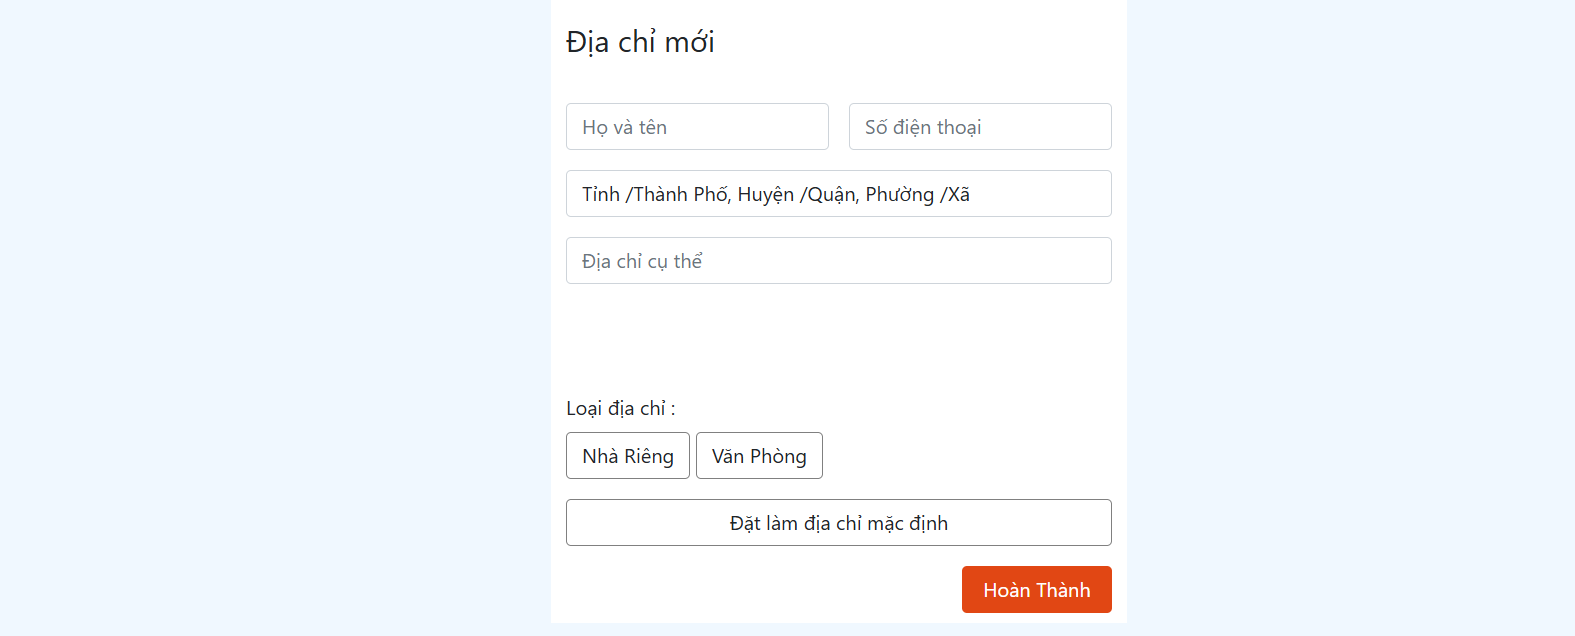 Địa chỉ mới
Họ và tên
Số điện thoại
Tỉnh /Thành Phố, Huyện /Quận, Phường /Xã
Địa chỉ cụ thể
Loại địa chỉ :
Nhà Riêng
Văn Phòng
Đặt làm địa chỉ mặc định
Hoàn Thành